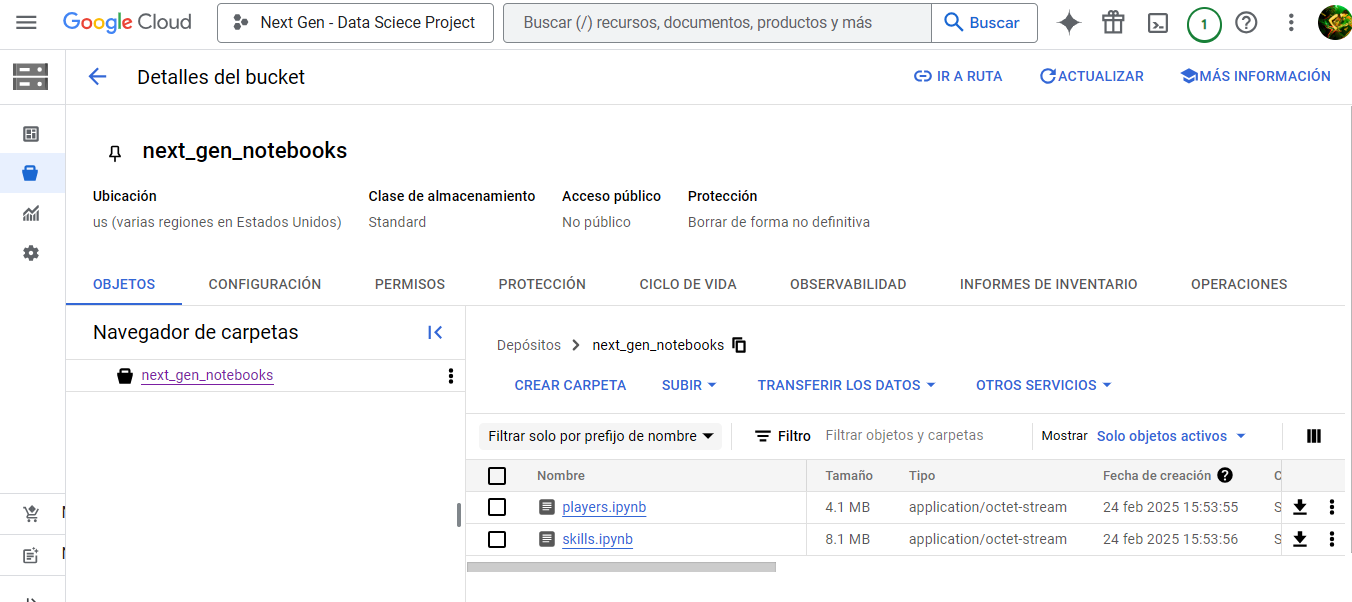 Google Cloud Next Gen - Data Sciece Project Buscar (/) recursos, documentos, productos y más Buscar 1
Detalles del bucket IR A RUTA ACTUALIZAR MÁS INFORMACIÓN
next_gen_notebooks
Ubicación Clase de almacenamiento Acceso público Protección
us (varias regiones en Estados Unidos) Standard No público Borrar de forma no definitiva
OBJETOS CONFIGURACIÓN PERMISOS PROTECCIÓN CICLO DE VIDA OBSERVABILIDAD INFORMES DE INVENTARIO OPERACIONES
Navegador de carpetas
next_gen_notebooks
Depósitos next_gen_notebooks
CREAR CARPETA SUBIR TRANSFERIR LOS DATOS OTROS SERVICIOS
Filtrar solo por prefijo de nombre Filtro Filtrar objetos y carpetas Mostrar Solo objetos activos
Nombre Tamaño Tipo Fecha de creación
players.ipynb 4.1 MB application/octet-stream 24 feb 2025 15:53:55
skills.ipynb 8.1 MB application/octet-stream 24 feb 2025 15:53:56